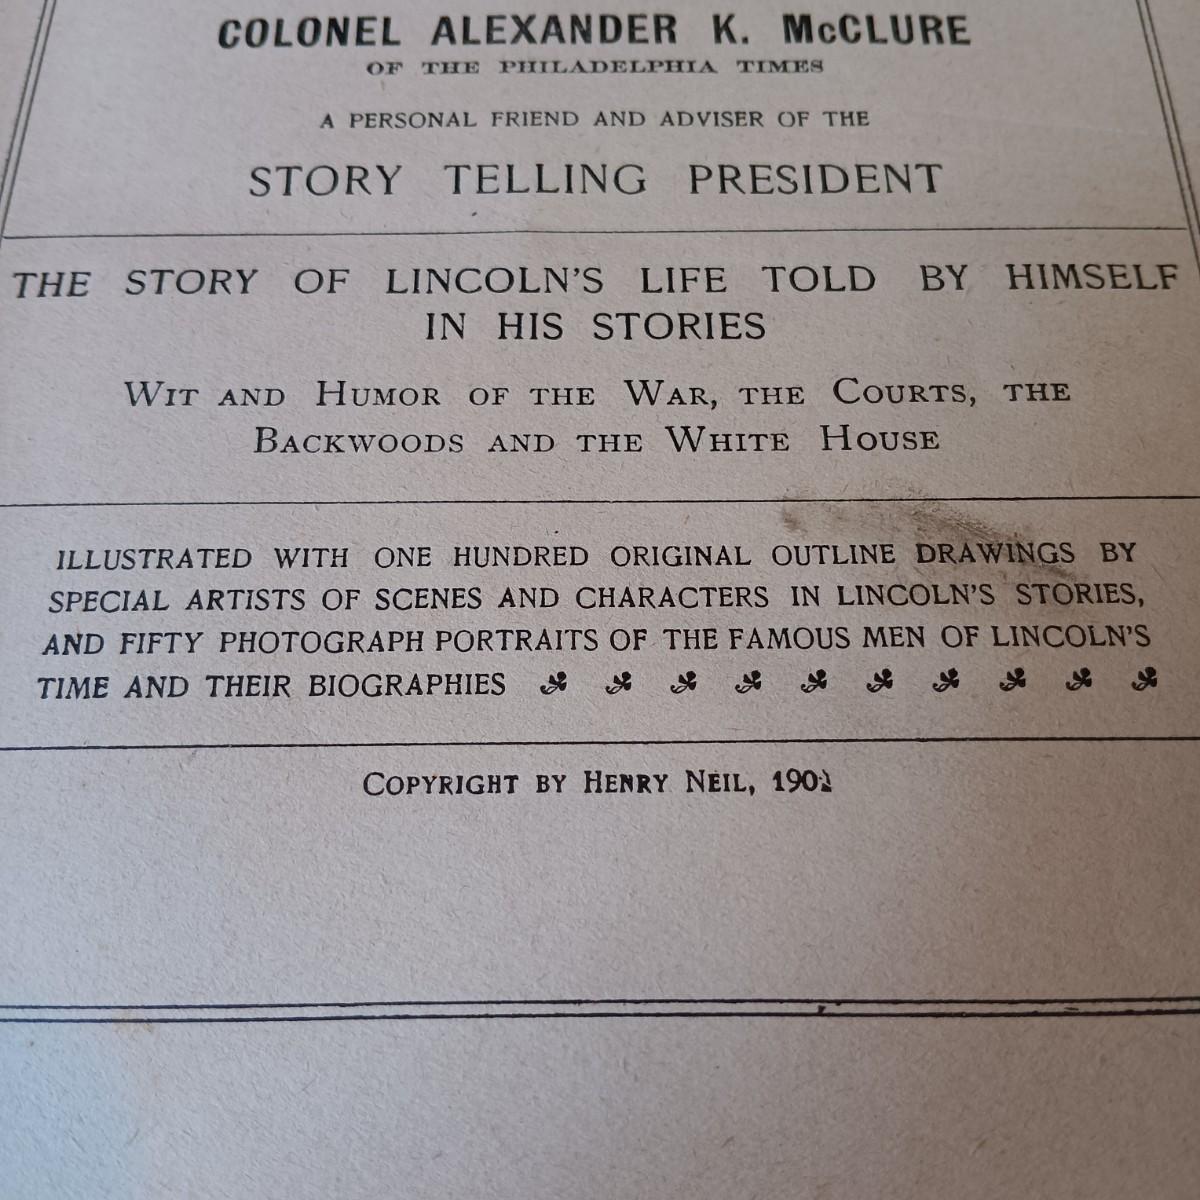 COLONEL ALEXANDER K. McCLURE
OF THE PHILADELPHIA TIMES
A PERSONAL FRIEND AND ADVISER OF THE
STORY TELLING PRESIDENT
THE STORY OF LINCOLN'S LIFE TOLD BY HIMSELF
IN HIS STORIES
WIT AND HUMOR OF THE WAR, THE COURTS, THE
BACKWOODS AND THE WHITE HOUSE
ILLUSTRATED WITH ONE HUNDRED ORIGINAL OUTLINE DRAWINGS BY
SPECIAL ARTISTS OF SCENES AND CHARACTERS IN LINCOLN'S STORIES,
AND FIFTY PHOTOGRAPH PORTRAITS OF THE FAMOUS MEN OF LINCOLN'S
TIME AND THEIR BIOGRAPHIES
COPYRIGHT BY HENRY NEIL,